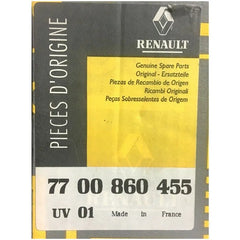 PIECES D'ORIGINE
RENAULT
Genuine Spare Parts
Original - Ersatzteile
Piezas de Recambio de Origen
Ricambi Originali
Peças Sobresselentes de Origem
77 00 860 455
UV 01 Made in France